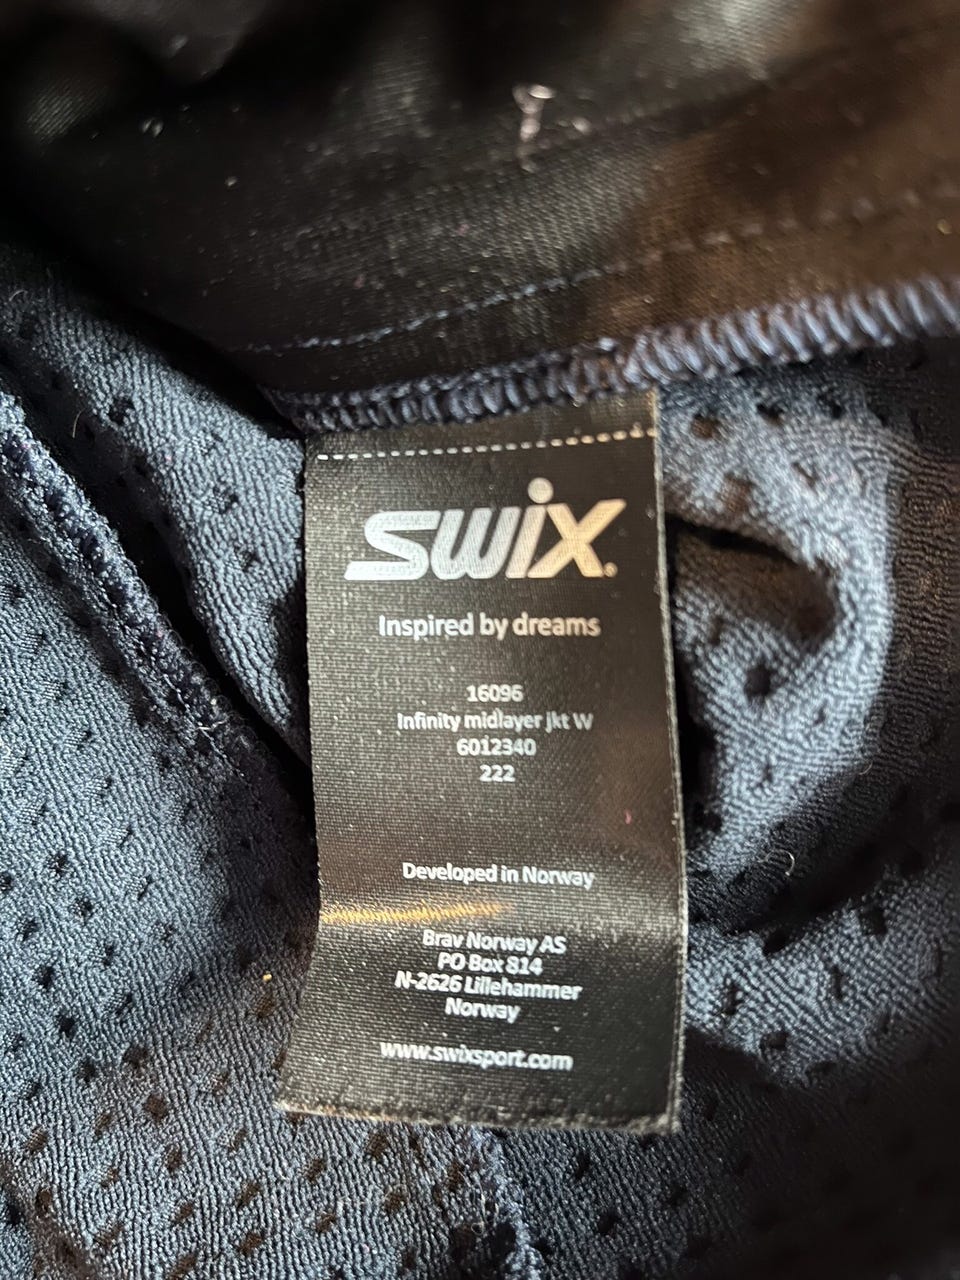 swix.
Inspired by dreams
16096
Infinity midlayer jkt W
6012340
222
Developed in Norway
Brav Norway AS
PO Box 814
N-2626 Lillehammer
Norway
www.swixsport.com